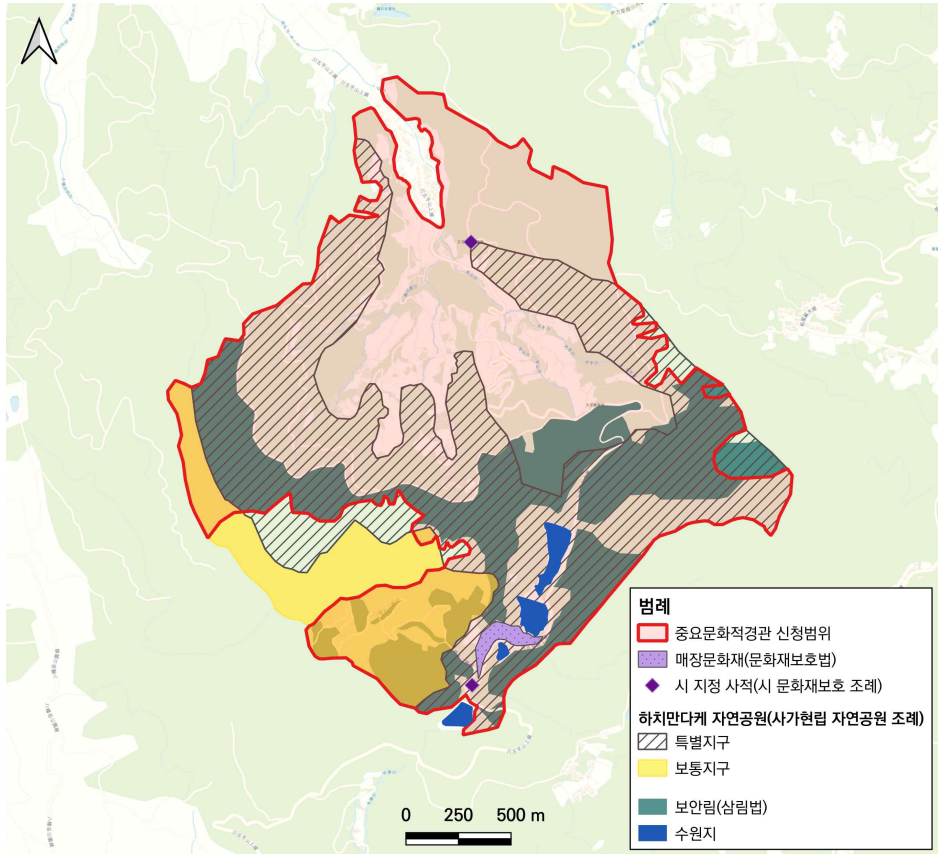 범례
중요문화적경관 신청범위
매장문화재(문화재보호법)
시 지정 사적(시 문화재보호 조례)
하치만다케 자연공원(사가현립 자연공원 조례)
특별지구
보통지구
보안림(삼림법)
수원지
0 250 500 m